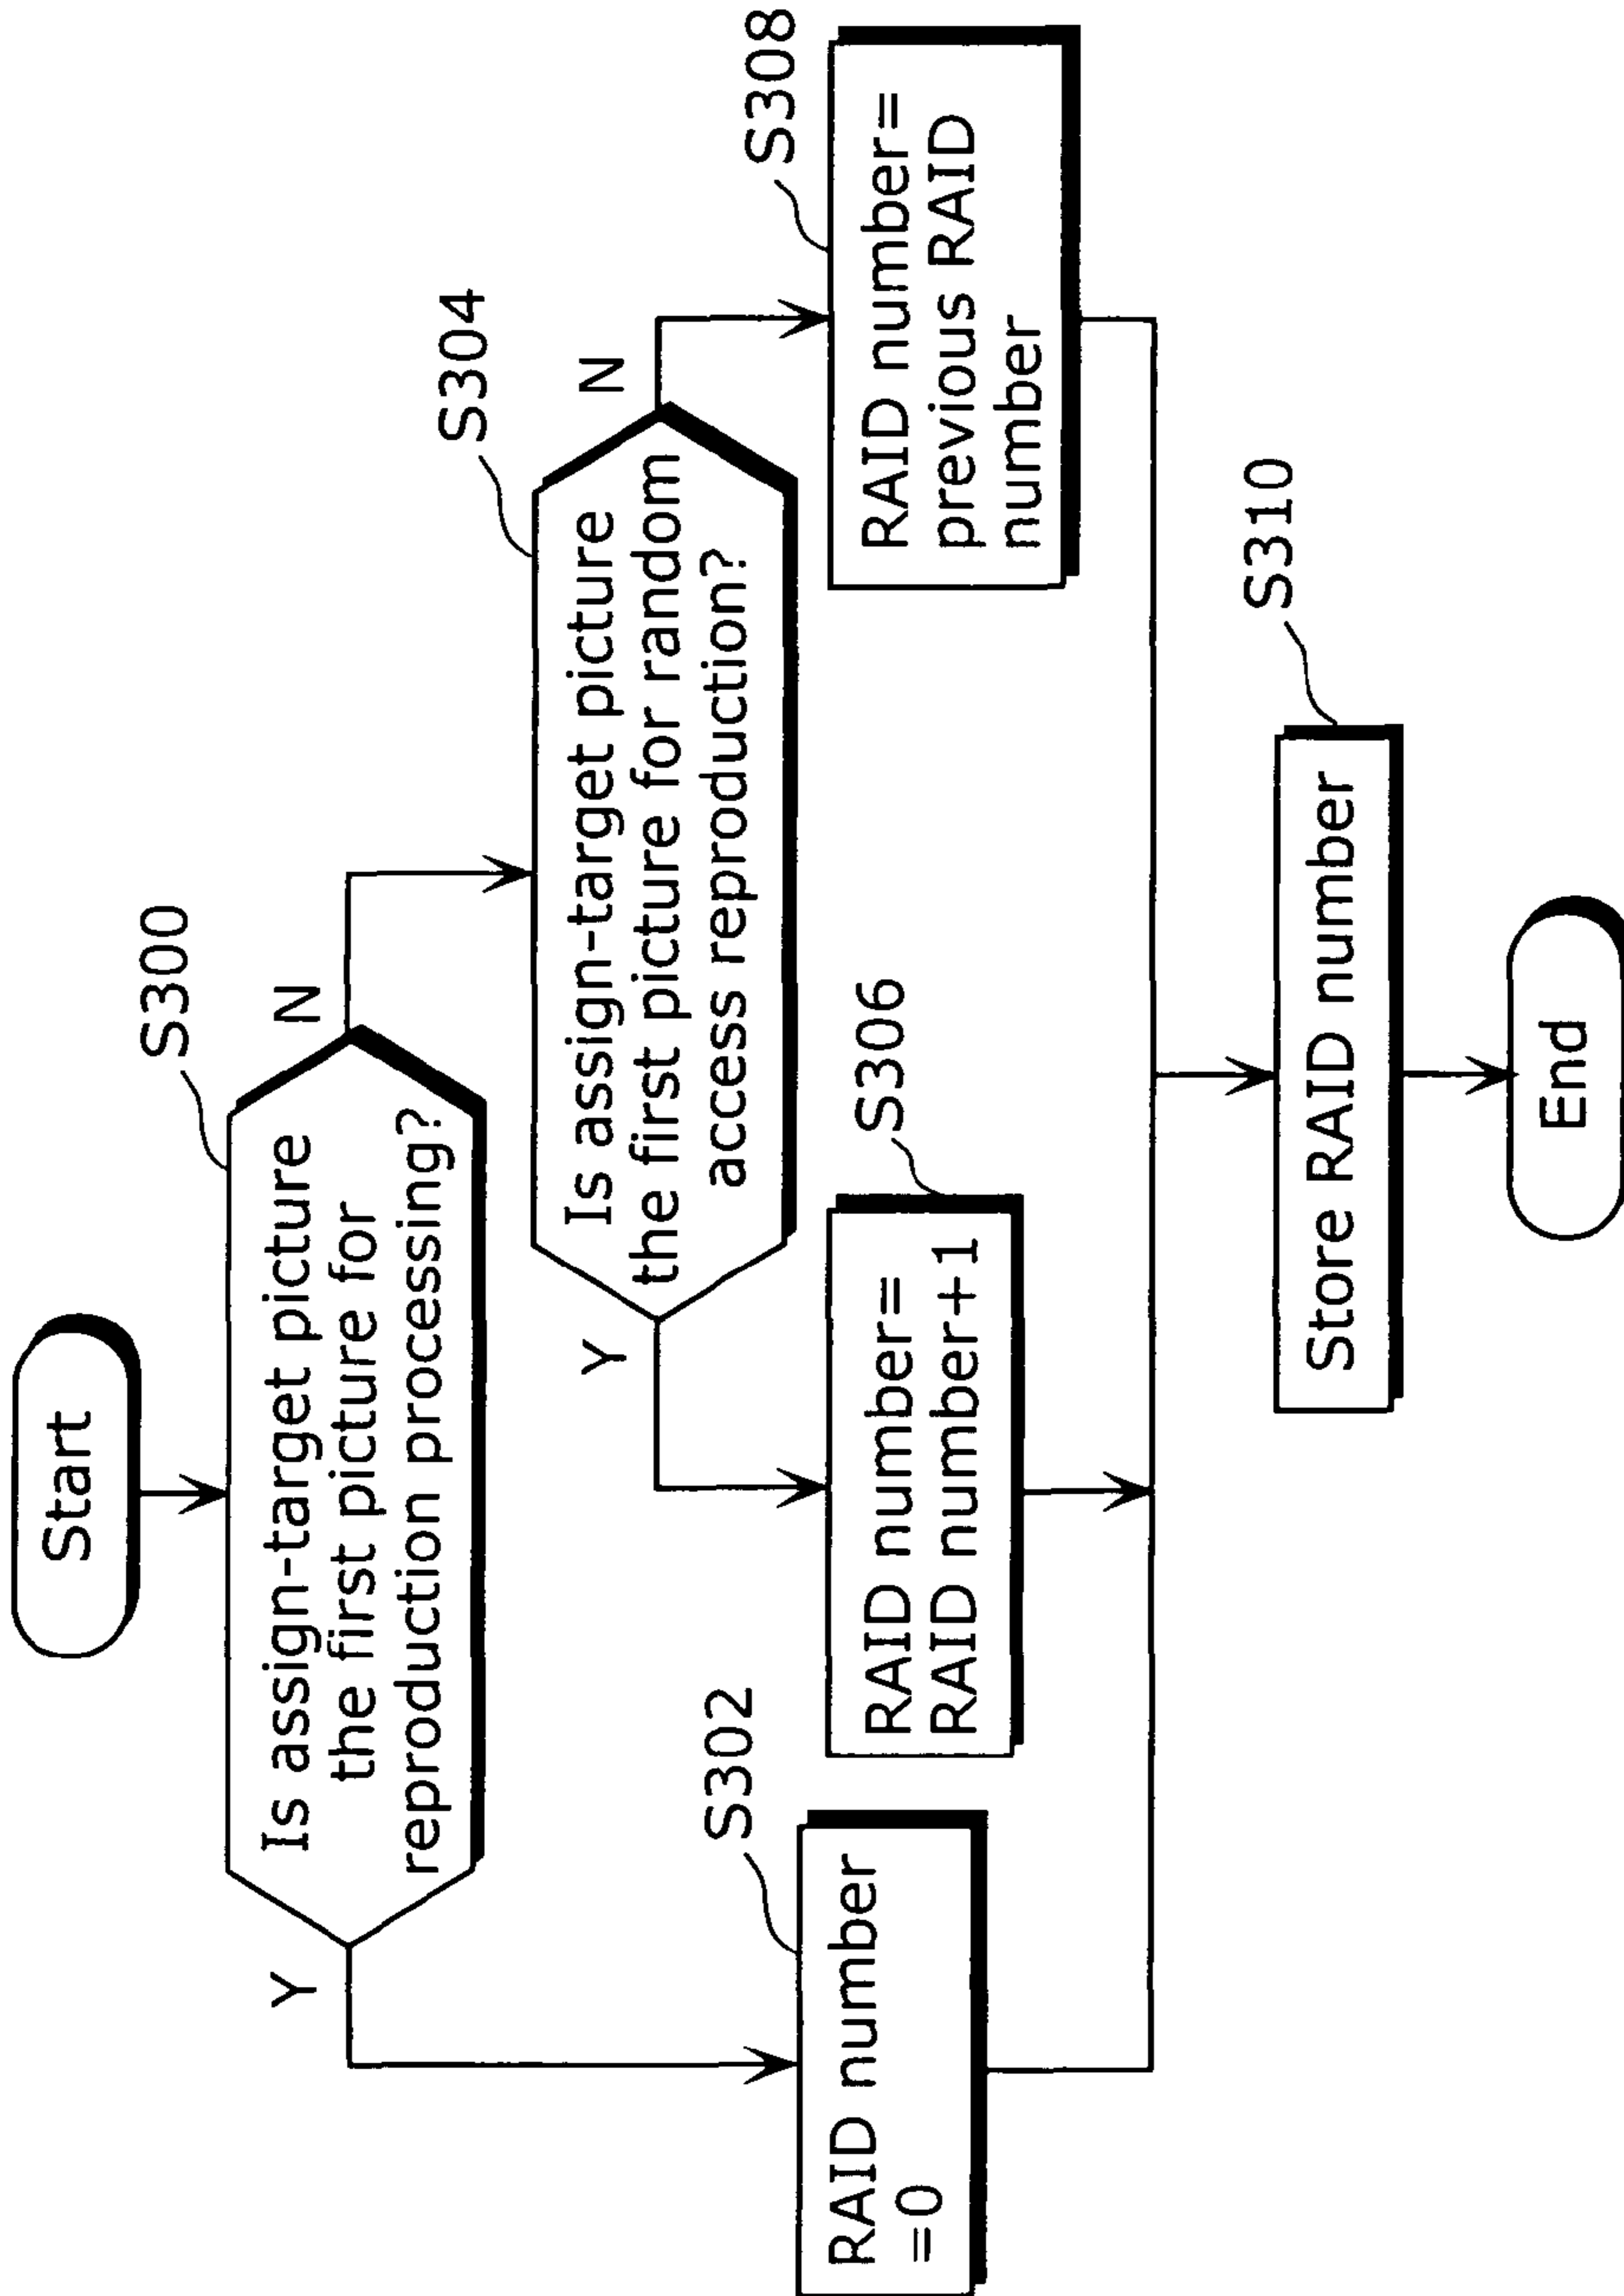 Start
S300
Is assign-target picture
the first picture for
reproduction processing?
Y
N
S304
Is assign-target picture
the first picture for random
access reproduction?
Y
N
S302
RAID number
=0
S306
RAID number=
RAID number+1
S308
RAID number=
previous RAID
number
S310
Store RAID number
End